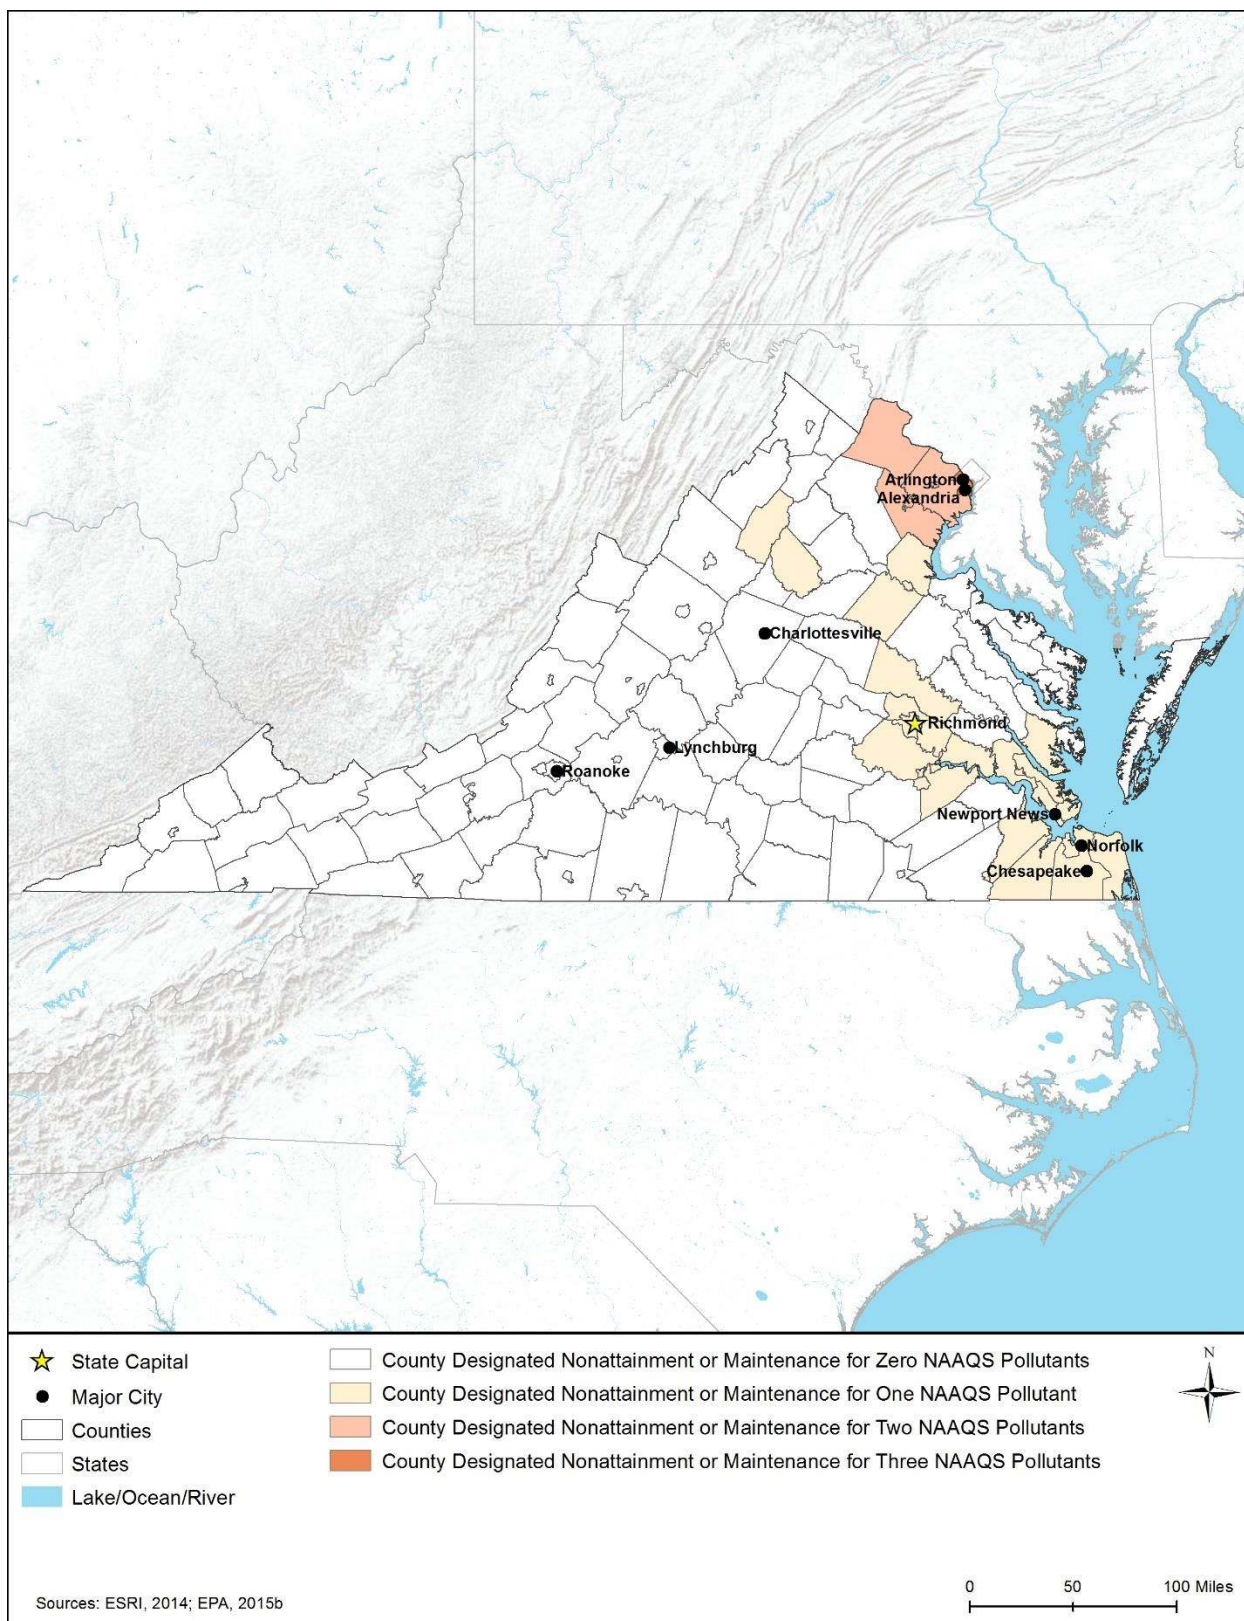 Arlington
Alexandria
Charlottesville
Richmond
Lynchburg
Roanoke
Newport News
Norfolk
Chesapeake
State Capital
Major City
Counties
States
Lake/Ocean/River
County Designated Nonattainment or Maintenance for Zero NAAQS Pollutants
County Designated Nonattainment or Maintenance for One NAAQS Pollutant
County Designated Nonattainment or Maintenance for Two NAAQS Pollutants
County Designated Nonattainment or Maintenance for Three NAAQS Pollutants
N
0 50 100 Miles
Sources: ESRI, 2014; EPA, 2015b